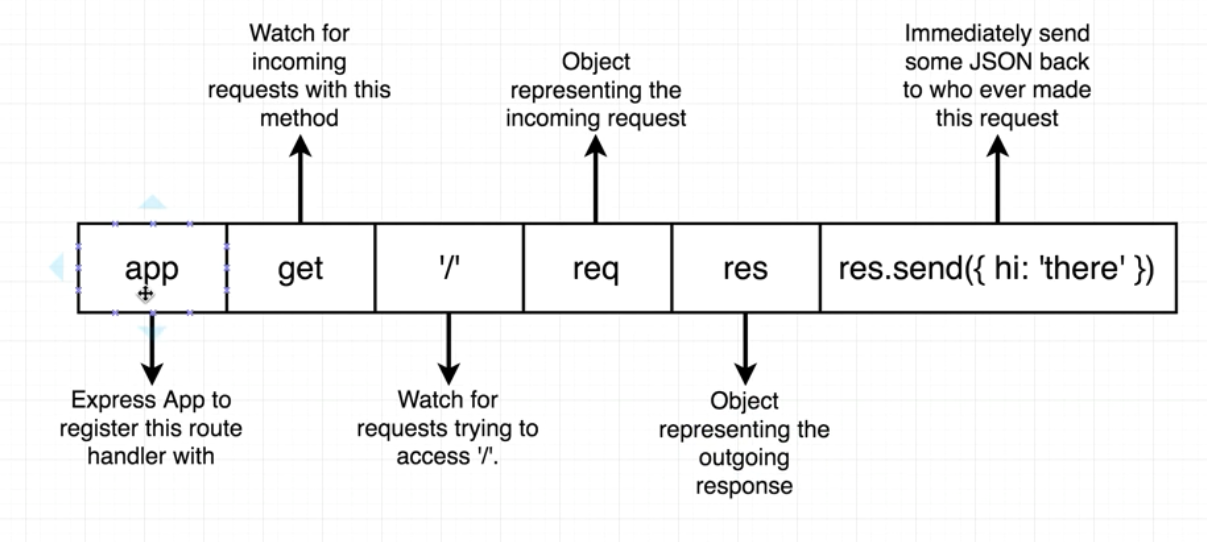 Watch for
incoming
requests with this
method
Object
representing the
incoming request
Immediately send
some JSON back
to who ever made
this request
app
get
'/'
req
res
res.send({ hi: 'there' })
Express App to
register this route
handler with
Watch for
requests trying to
access '/'.
Object
representing the
outgoing
response